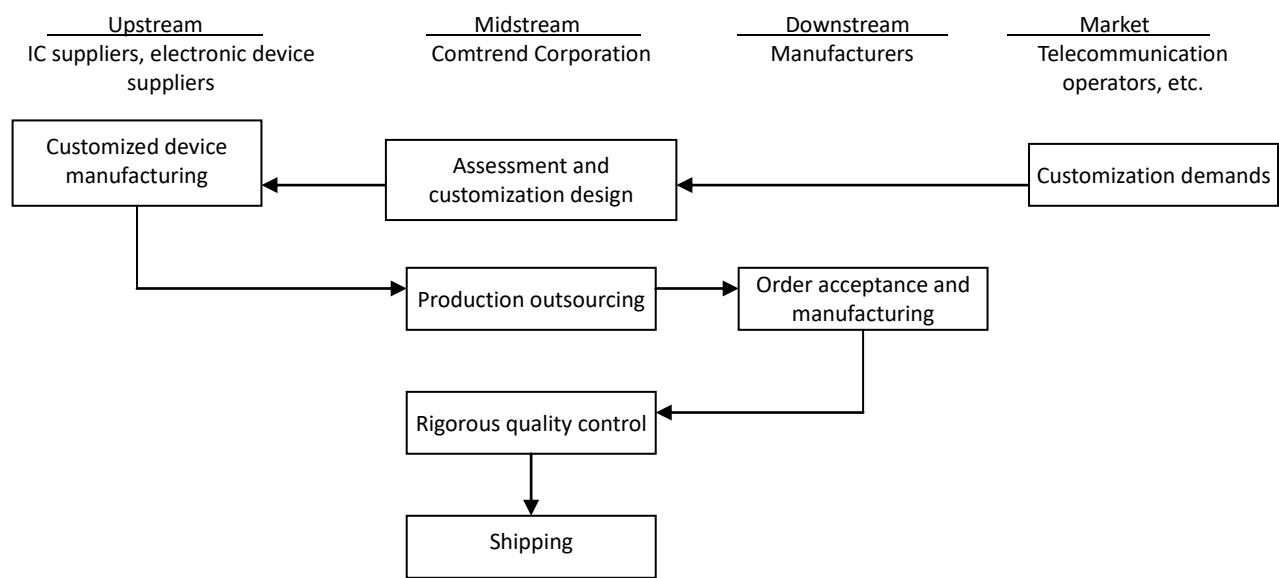 Upstream
IC suppliers, electronic device
suppliers
Midstream
Comtrend Corporation
Downstream
Manufacturers
Market
Telecommunication
operators, etc.
Customized device
manufacturing
Assessment and
customization design
Customization demands
Production outsourcing
Order acceptance and
manufacturing
Rigorous quality control
Shipping